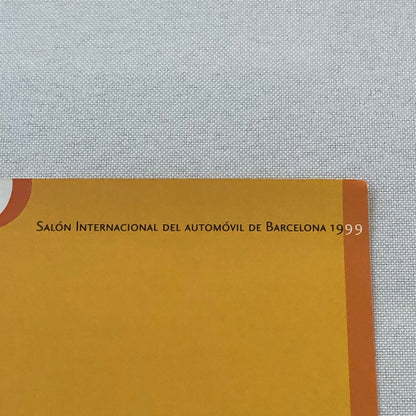 Salón Internacional del automóvil de Barcelona 1999